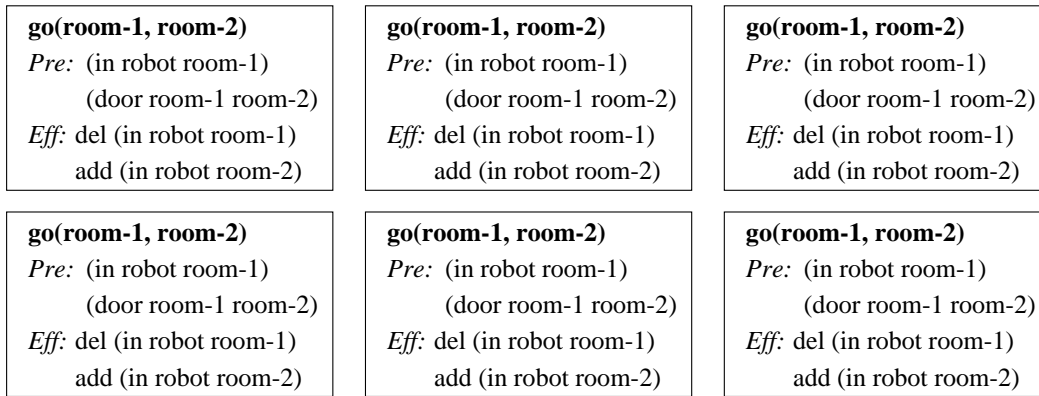 go(room-1, room-2)
Pre: (in robot room-1)
(door room-1 room-2)
Eff: del (in robot room-1)
add (in robot room-2)
go(room-1, room-2)
Pre: (in robot room-1)
(door room-1 room-2)
Eff: del (in robot room-1)
add (in robot room-2)
go(room-1, room-2)
Pre: (in robot room-1)
(door room-1 room-2)
Eff: del (in robot room-1)
add (in robot room-2)
go(room-1, room-2)
Pre: (in robot room-1)
(door room-1 room-2)
Eff: del (in robot room-1)
add (in robot room-2)
go(room-1, room-2)
Pre: (in robot room-1)
(door room-1 room-2)
Eff: del (in robot room-1)
add (in robot room-2)
go(room-1, room-2)
Pre: (in robot room-1)
(door room-1 room-2)
Eff: del (in robot room-1)
add (in robot room-2)